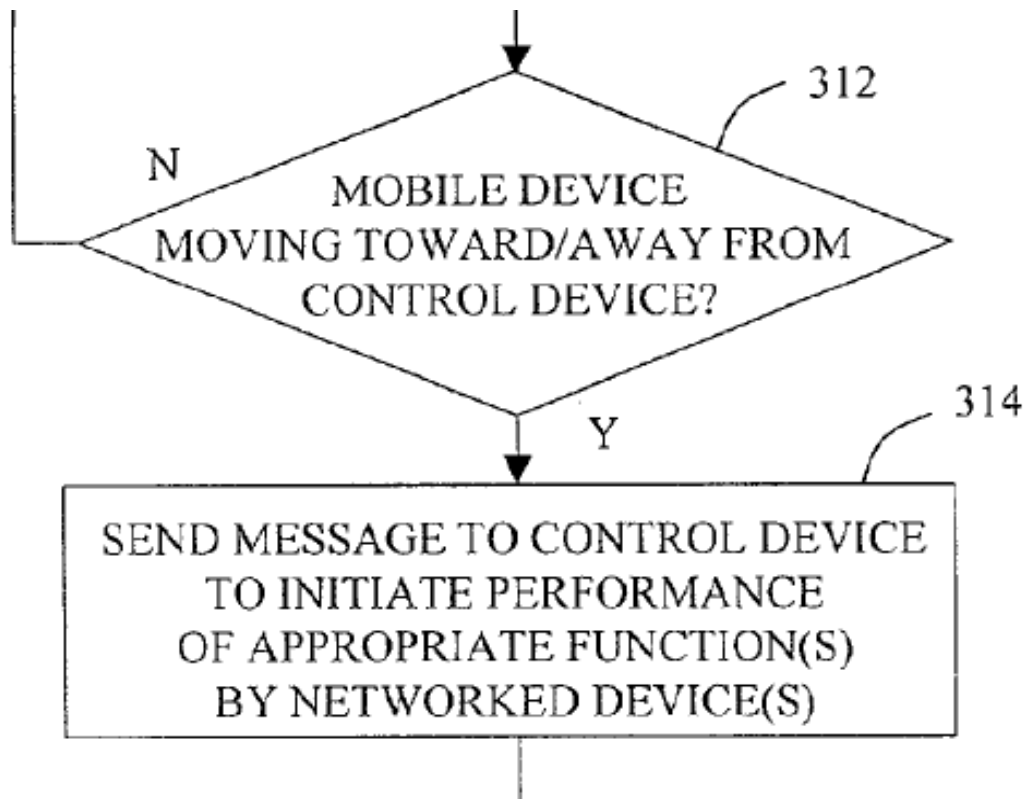 312
N
MOBILE DEVICE
MOVING TOWARD/AWAY FROM
CONTROL DEVICE?
Y
314
SEND MESSAGE TO CONTROL DEVICE
TO INITIATE PERFORMANCE
OF APPROPRIATE FUNCTION(S)
BY NETWORKED DEVICE(S)